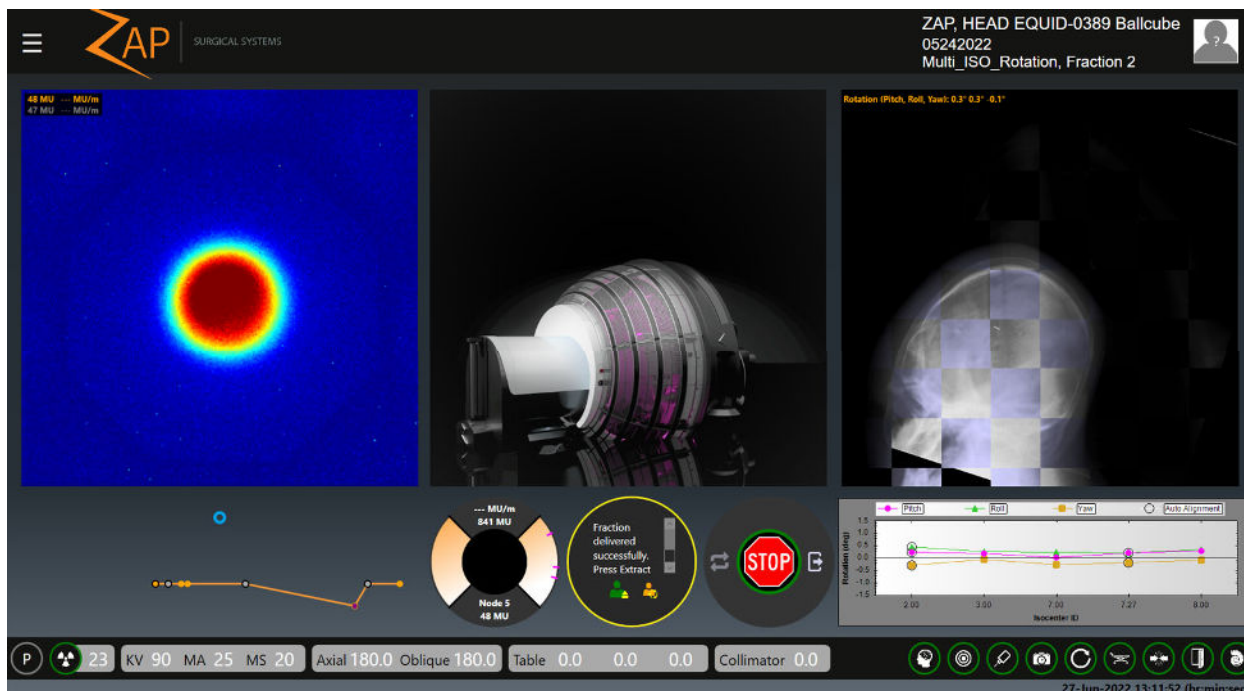 ZAP
SURGICAL SYSTEMS
ZAP, HEAD EQUID-0389 Ballcube
05242022
Multi_ISO_Rotation, Fraction 2
?
48 MU --- MU/m
47 MU --- MU/m
Rotation (Pitch, Roll, Yaw): 0.3° 0.3° -0.1°
--- MU/m
841 MU
Node 5
48 MU
Fraction
delivered
successfully.
Press Extract
STOP
Pitch Roll Yaw Auto Alignment
Rotation (deg)
1.5
1.0
0.5
0.0
-0.5
-1.0
-1.5
2.00 3.00 7.00 7.27 8.00
Isocenter ID
P 23 KV 90 MA 25 MS 20 Axial 180.0 Oblique 180.0 Table 0.0 0.0 0.0 Collimator 0.0
27-Jun-2022 13:11:52 (hr:min:sec